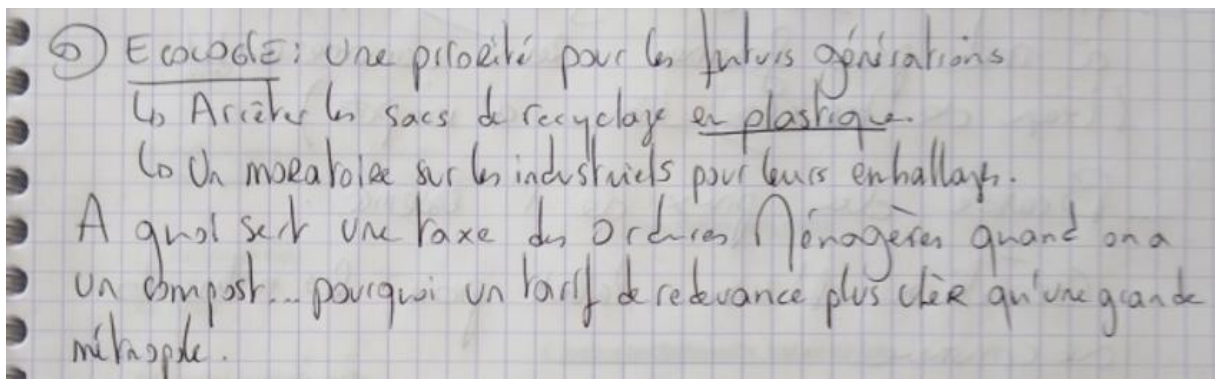 ⑥ ECOLOGIE : Une priorité pour les futurs générations
↳ Arrêter les sacs de recyclage en plastique.
↳ Un moratoire sur les industriels pour leurs emballages.
A quoi sert une taxe des Ordures Ménagères quand on a
un compost... pourquoi un tarif de redevance plus chère qu'une grande
métropole.